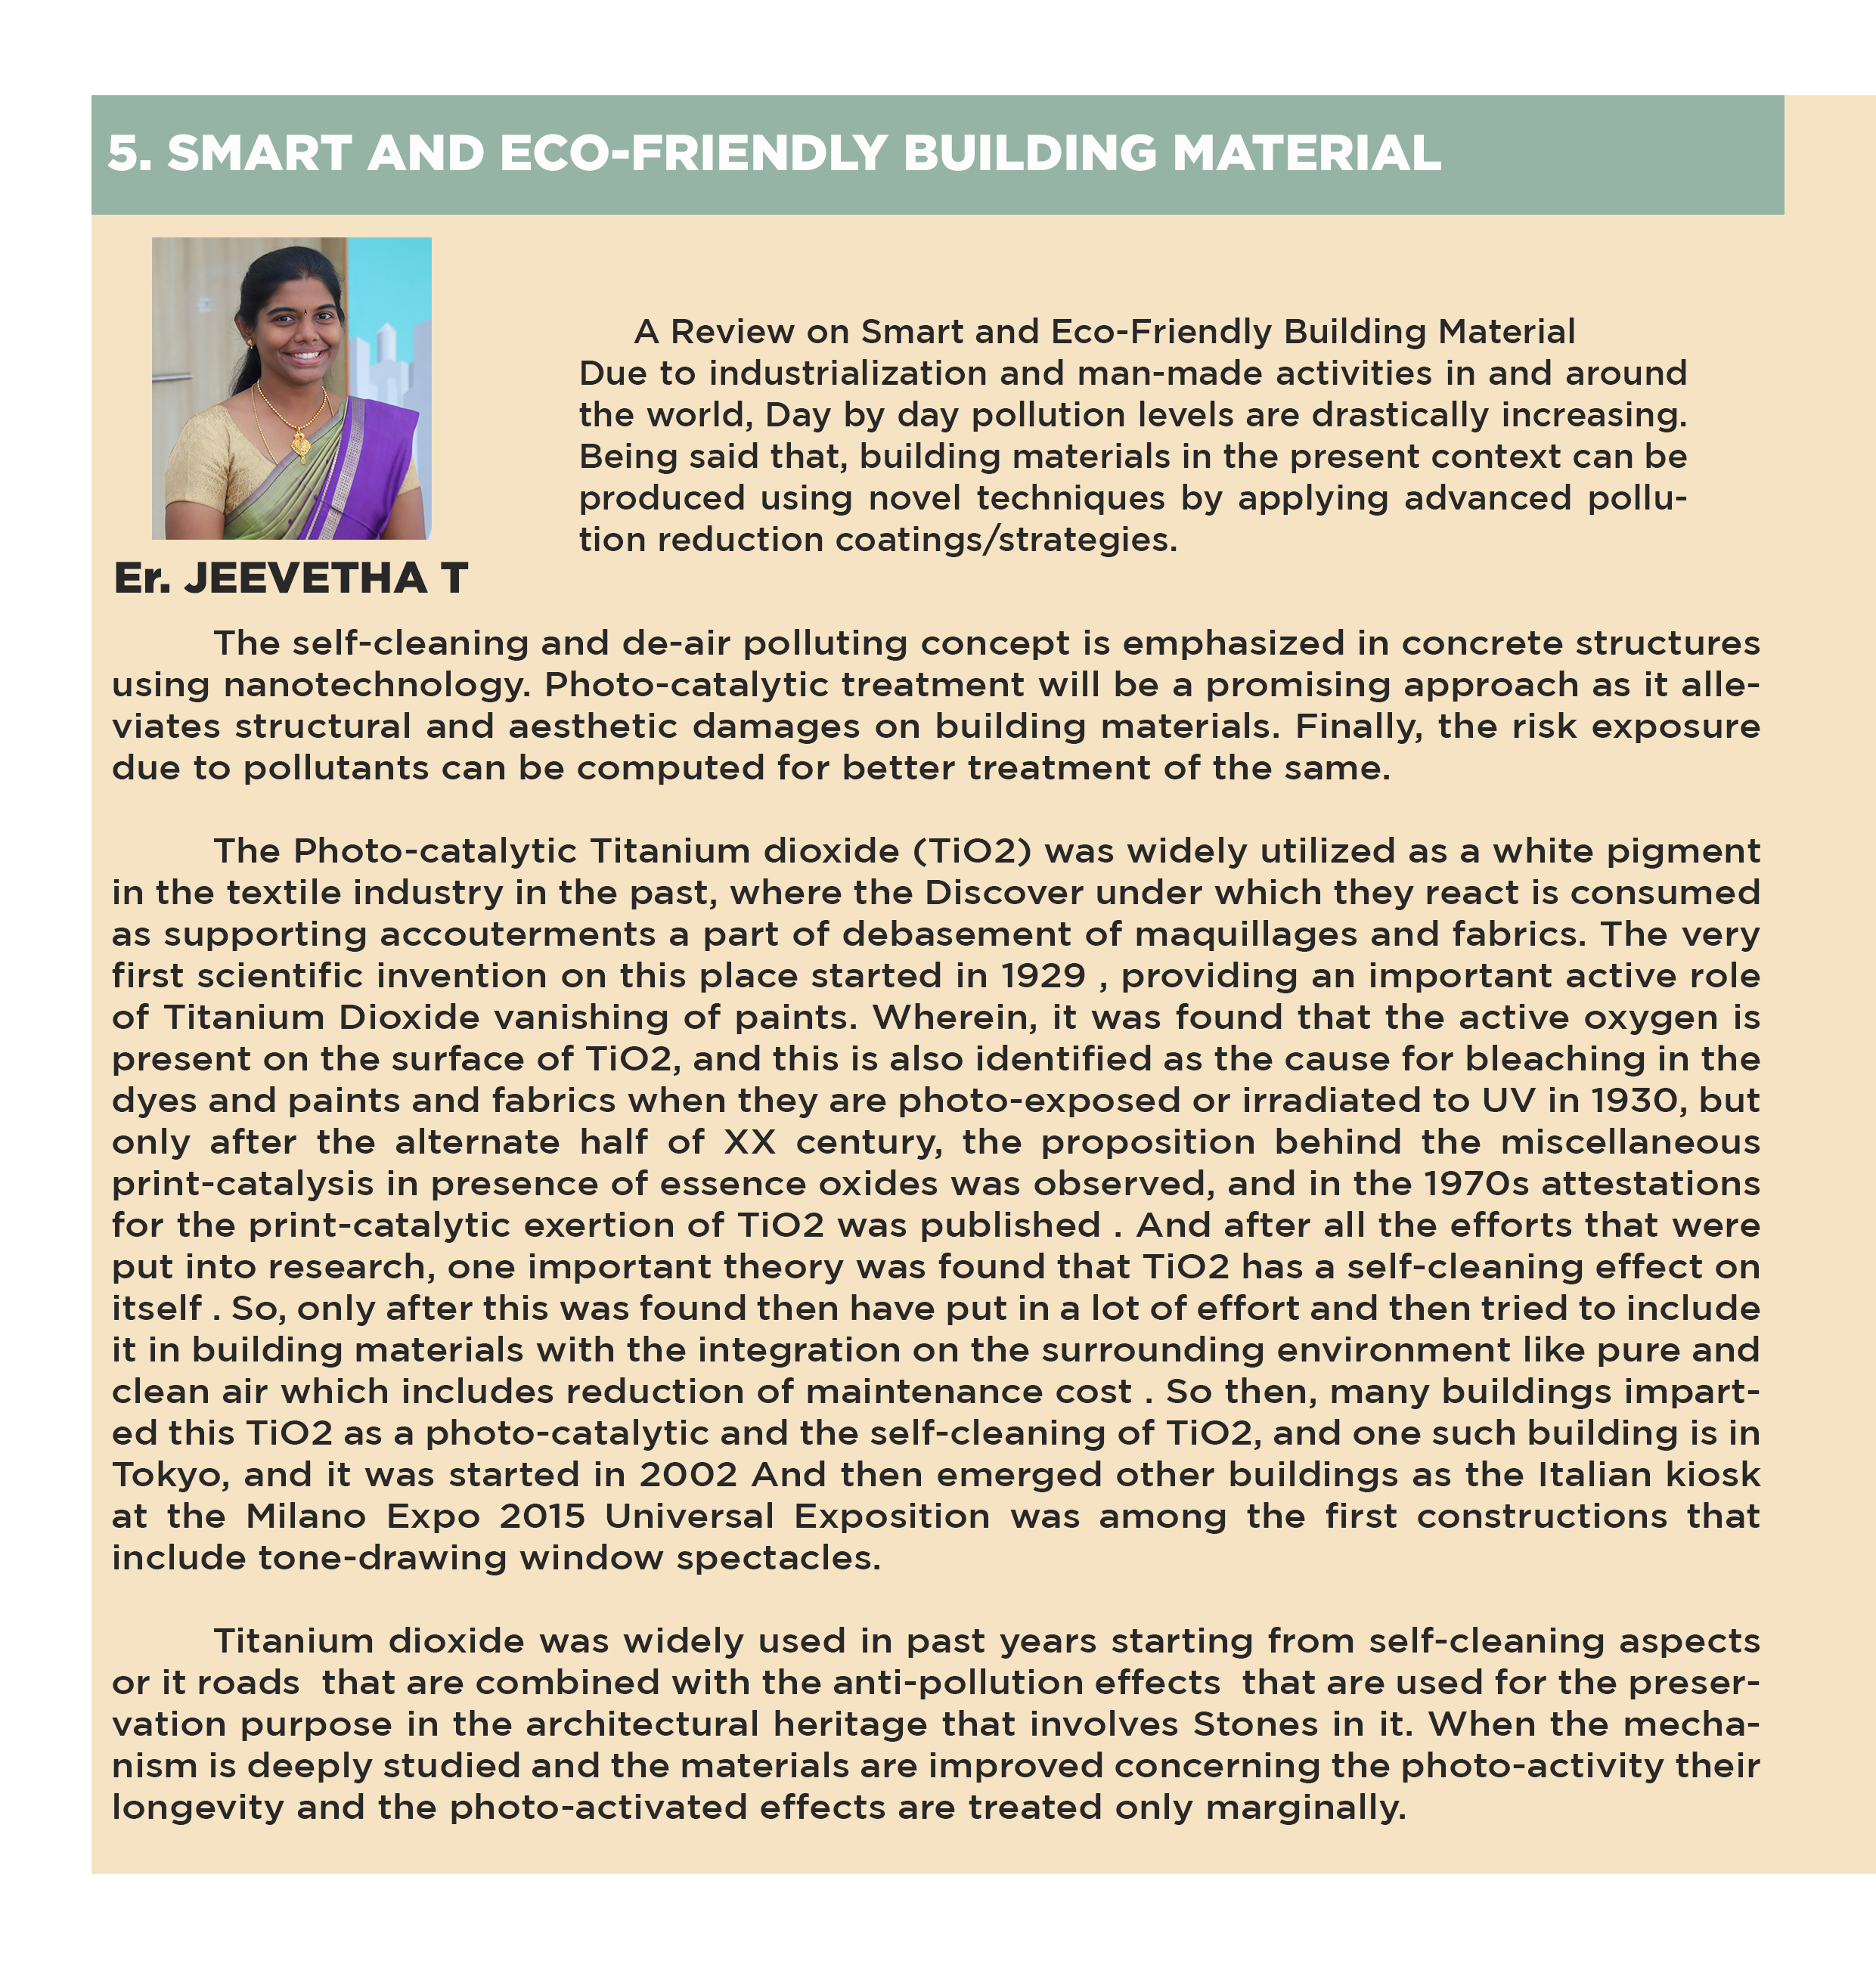 5. SMART AND ECO-FRIENDLY BUILDING MATERIAL
A Review on Smart and Eco-Friendly Building Material
Due to industrialization and man-made activities in and around
the world, Day by day pollution levels are drastically increasing.
Being said that, building materials in the present context can be
produced using novel techniques by applying advanced pollu-
tion reduction coatings/strategies.
Er. JEEVETHA T
The self-cleaning and de-air polluting concept is emphasized in concrete structures
using nanotechnology. Photo-catalytic treatment will be a promising approach as it alle-
viates structural and aesthetic damages on building materials. Finally, the risk exposure
due to pollutants can be computed for better treatment of the same.
The Photo-catalytic Titanium dioxide (TiO2) was widely utilized as a white pigment
in the textile industry in the past, where the Discover under which they react is consumed
as supporting accouterments a part of debasement of maquillages and fabrics. The very
first scientific invention on this place started in 1929 , providing an important active role
of Titanium Dioxide vanishing of paints. Wherein, it was found that the active oxygen is
present on the surface of TiO2, and this is also identified as the cause for bleaching in the
dyes and paints and fabrics when they are photo-exposed or irradiated to UV in 1930, but
only after the alternate half of XX century, the proposition behind the miscellaneous
print-catalysis in presence of essence oxides was observed, and in the 1970s attestations
for the print-catalytic exertion of TiO2 was published . And after all the efforts that were
put into research, one important theory was found that TiO2 has a self-cleaning effect on
itself . So, only after this was found then have put in a lot of effort and then tried to include
it in building materials with the integration on the surrounding environment like pure and
clean air which includes reduction of maintenance cost . So then, many buildings impart-
ed this TiO2 as a photo-catalytic and the self-cleaning of TiO2, and one such building is in
Tokyo, and it was started in 2002 And then emerged other buildings as the Italian kiosk
at the Milano Expo 2015 Universal Exposition was among the first constructions that
include tone-drawing window spectacles.
Titanium dioxide was widely used in past years starting from self-cleaning aspects
or it roads  that are combined with the anti-pollution effects  that are used for the preser-
vation purpose in the architectural heritage that involves Stones in it. When the mecha-
nism is deeply studied and the materials are improved concerning the photo-activity their
longevity and the photo-activated effects are treated only marginally.